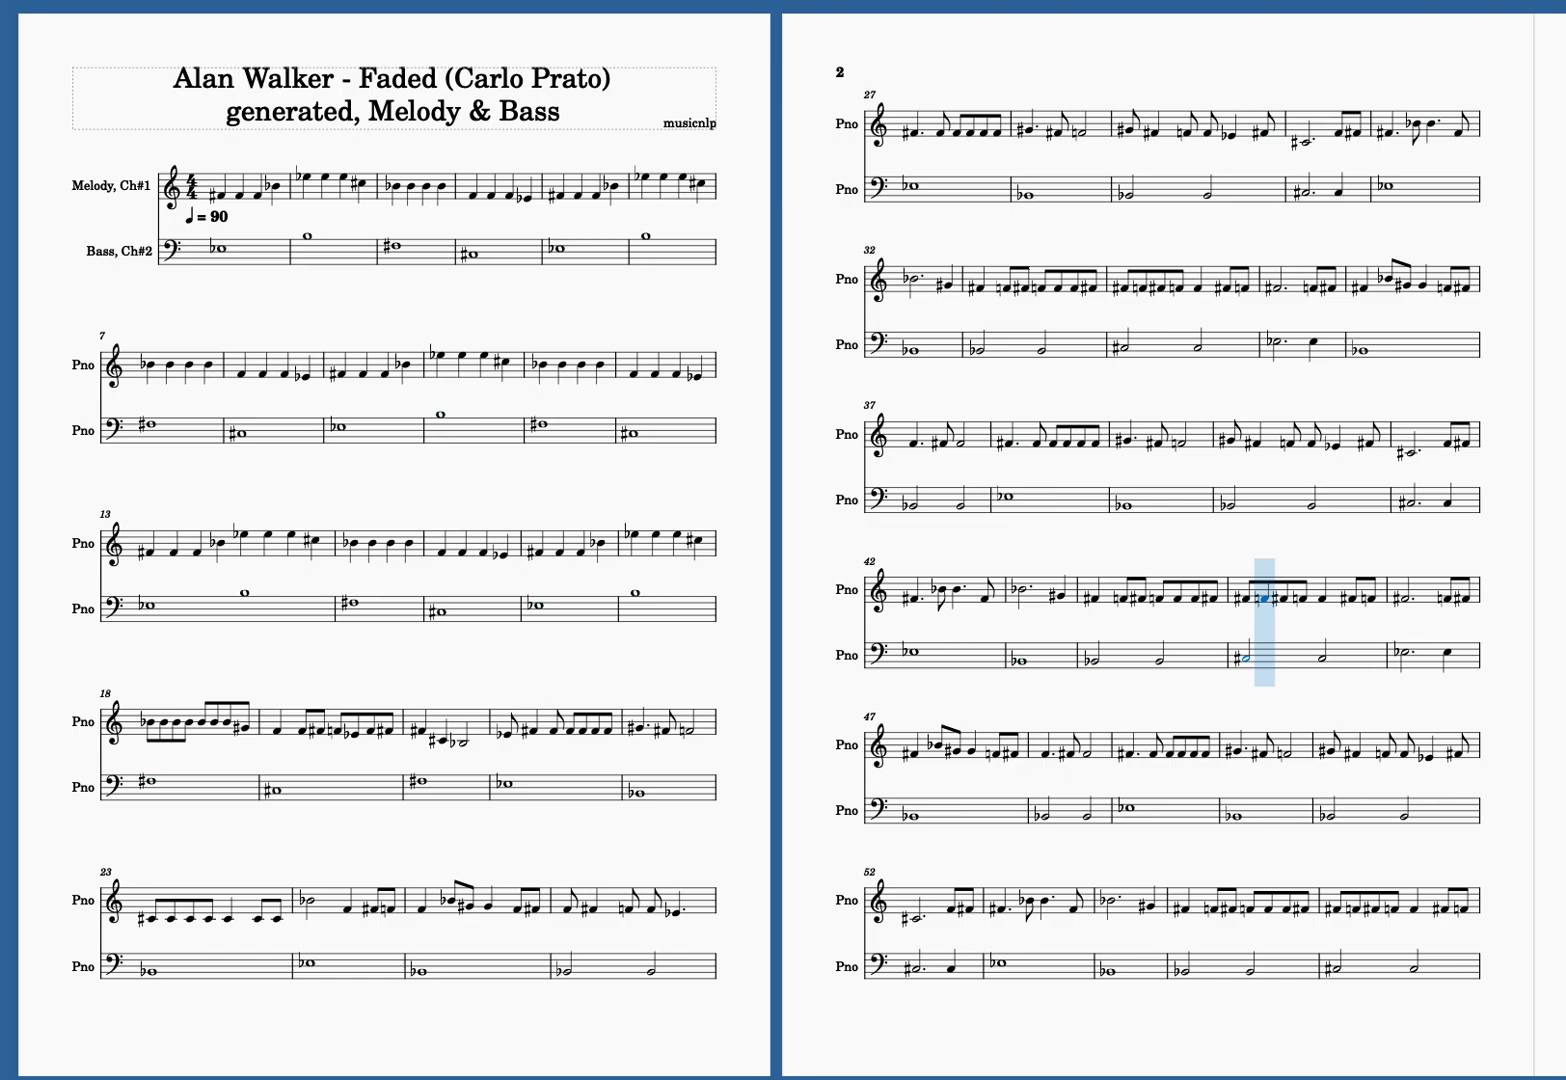 Alan Walker - Faded (Carlo Prato)
generated, Melody & Bass
musicnlp
Melody, Ch#1
4
4
♩ = 90
Bass, Ch#2
7
Pno
Pno
13
Pno
Pno
18
Pno
Pno
23
Pno
Pno
2
27
Pno
Pno
32
Pno
Pno
37
Pno
Pno
42
Pno
Pno
47
Pno
Pno
52
Pno
Pno